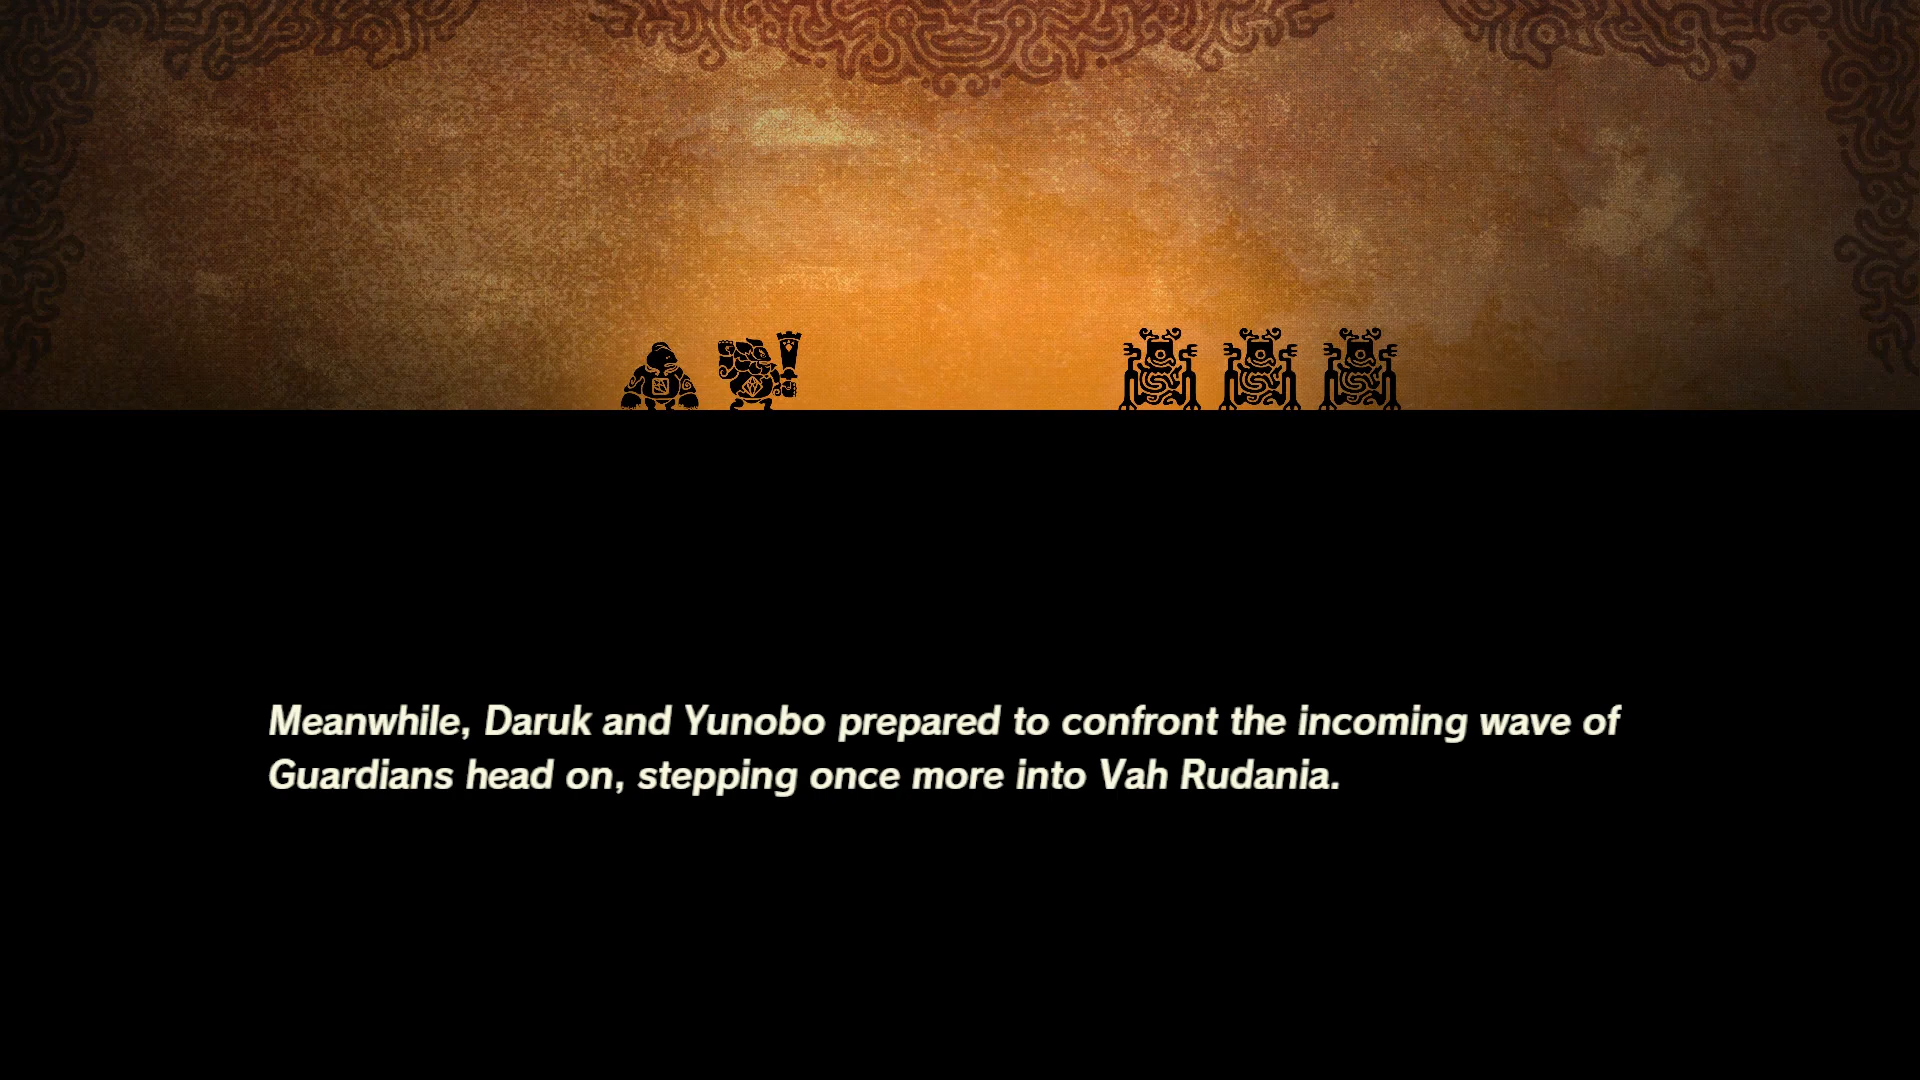 Meanwhile, Daruk and Yunobo prepared to confront the incoming wave of
Guardians head on, stepping once more into Vah Rudania.